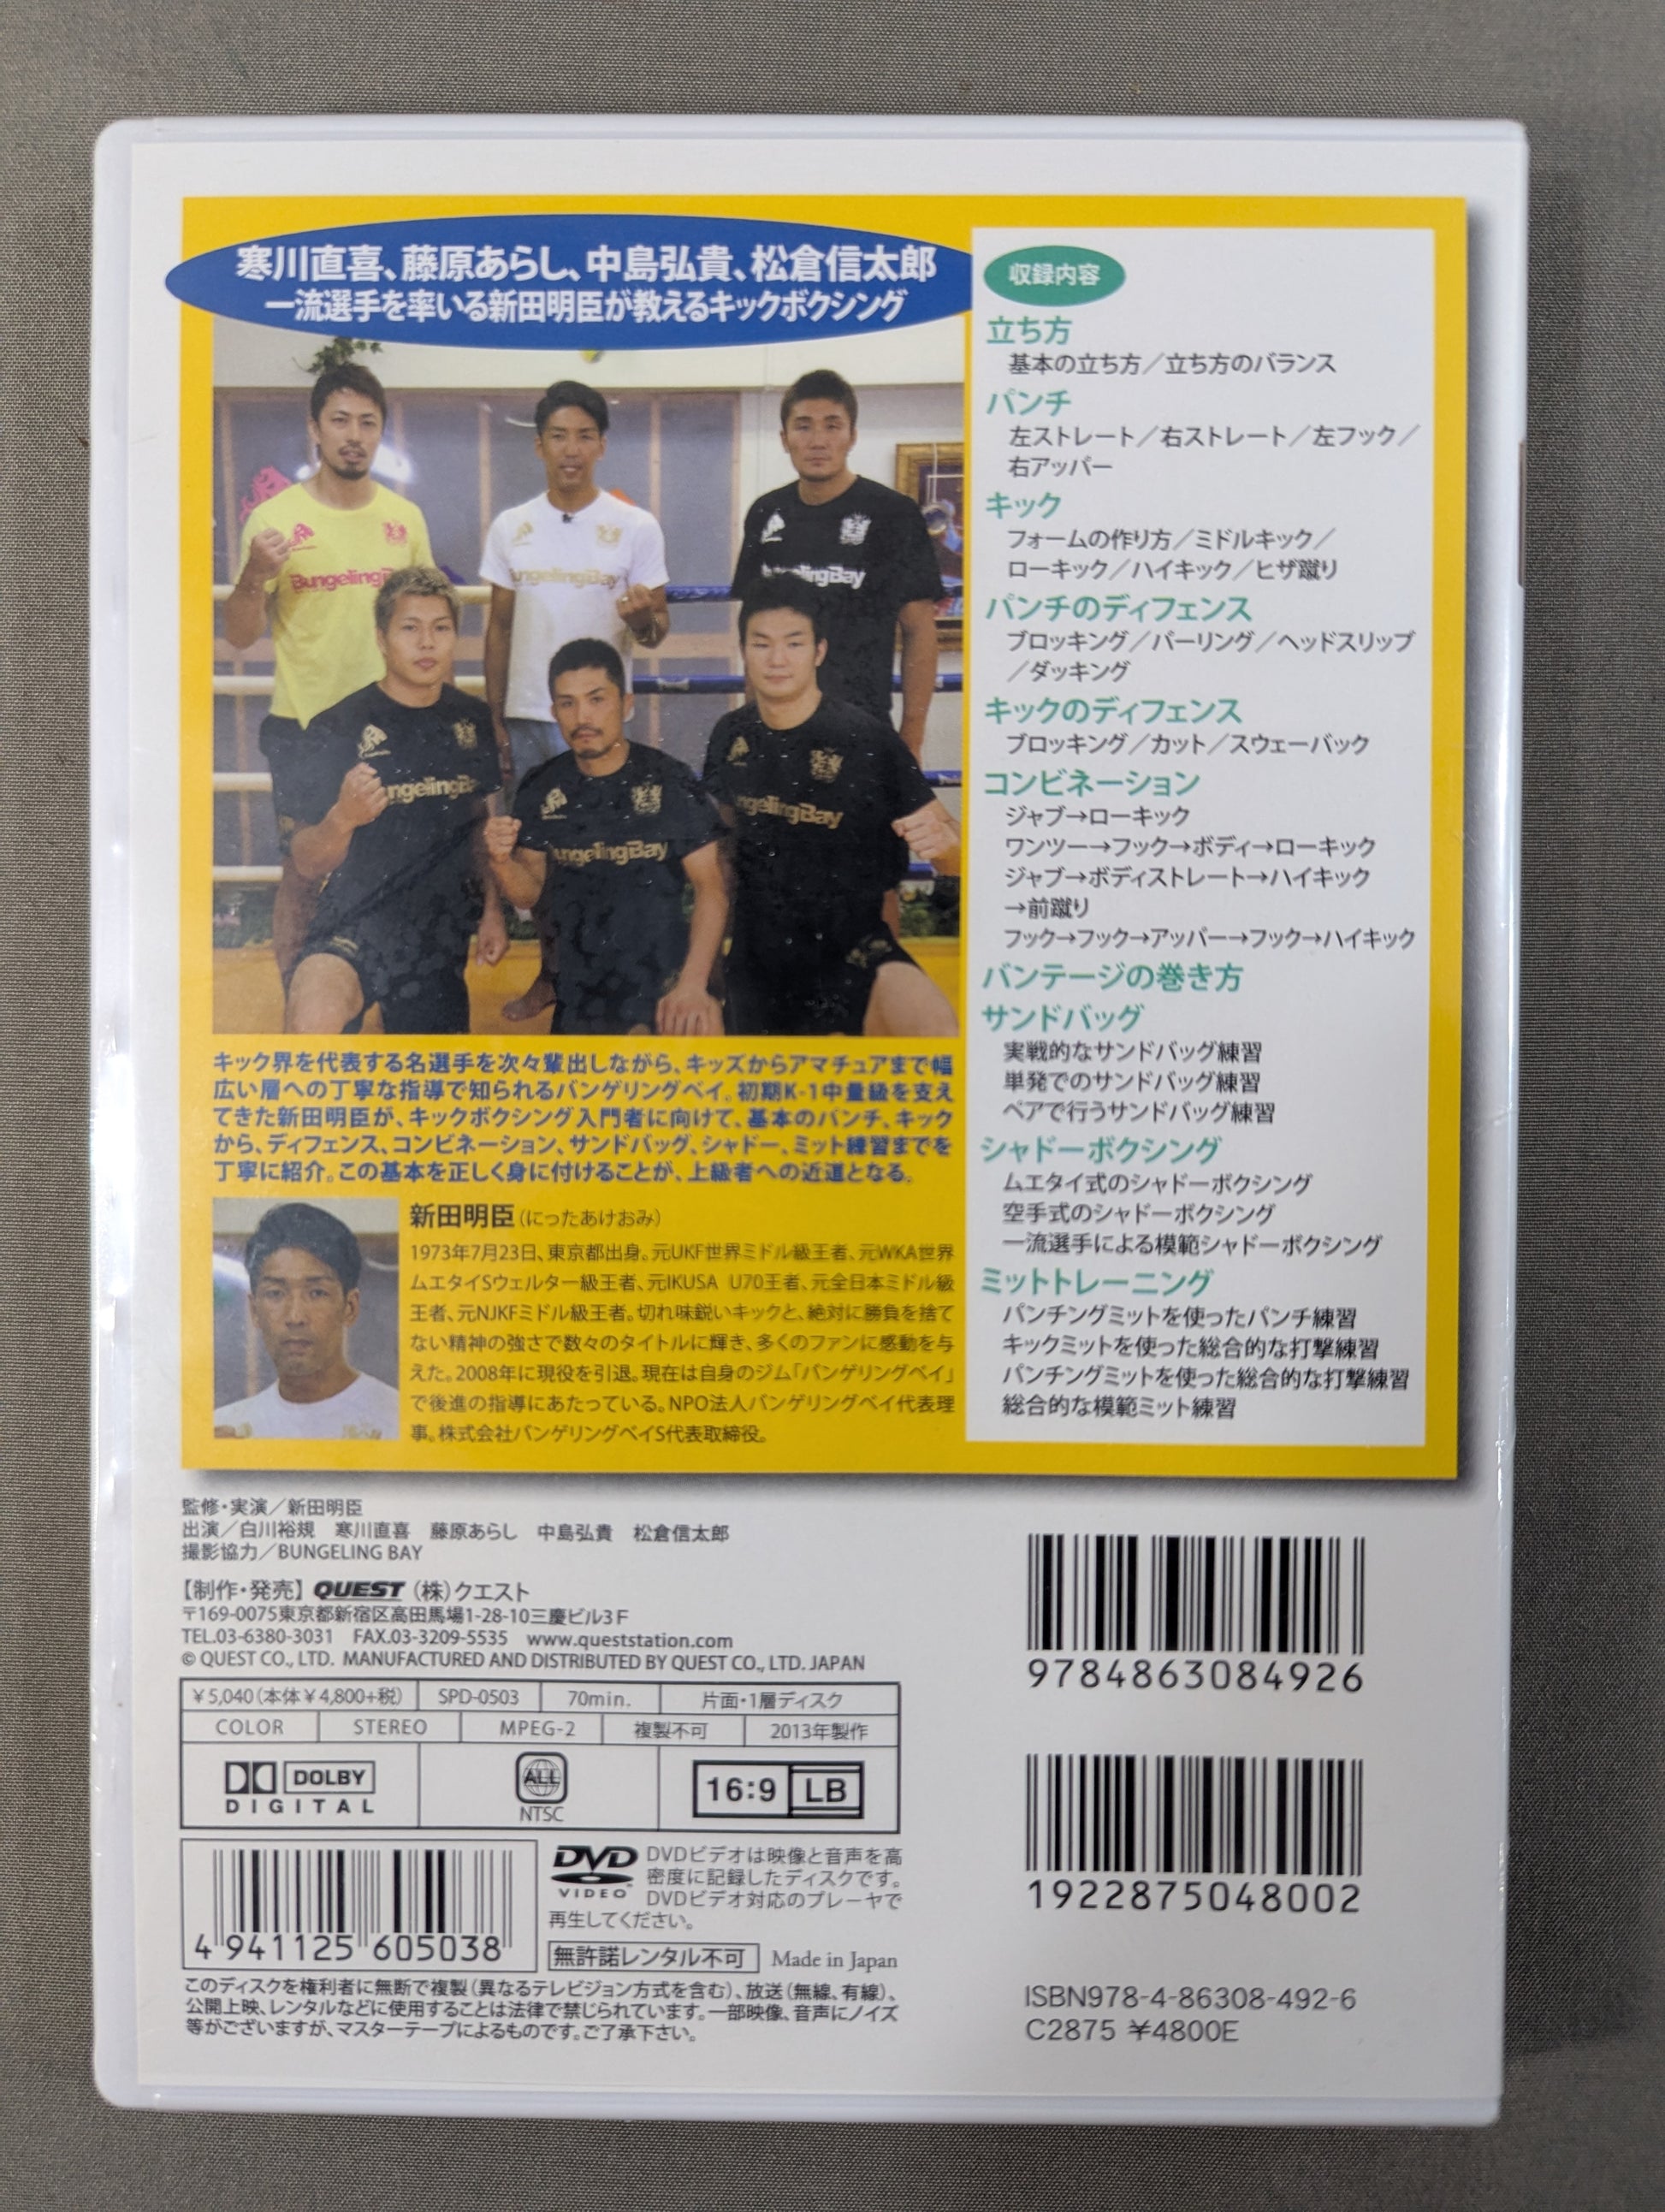 寒川直喜、藤原あらし、中島弘貴、松倉信太郎
一流選手を率いる新田明臣が教えるキックボクシング
BungelingBay
キック界を代表する名選手を次々輩出しながら、キッズからアマチュアまで幅
広い層への丁寧な指導で知られるバンゲリングベイ。初期K-1中量級を支え
てきた新田明臣が、キックボクシング入門者に向けて、基本のパンチ、キック
から、ディフェンス、コンビネーション、サンドバッグ、シャドー、ミット練習までを
丁寧に紹介。この基本を正しく身に付けることが、上級者への近道となる。
新田明臣（にったあけおみ）
1973年7月23日、東京都出身。元UKF世界ミドル級王者、元WKA世界
ムエタイSウェルター級王者、元IKUSA U70王者、元全日本ミドル級
王者、元NJKFミドル級王者。切れ味鋭いキックと、絶対に勝負を捨て
ない精神の強さで数々のタイトルに輝き、多くのファンに感動を与
えた。2008年に現役を引退。現在は自身のジム「バンゲリングベイ」
で後進の指導にあたっている。NPO法人バンゲリングベイ代表理
事。株式会社バンゲリングベイS代表取締役。
収録内容
立ち方
基本の立ち方／立ち方のバランス
パンチ
左ストレート／右ストレート／左フック／
右アッパー
キック
フォームの作り方／ミドルキック／
ローキック／ハイキック／ヒザ蹴り
パンチのディフェンス
ブロッキング／パーリング／ヘッドスリップ
／ダッキング
キックのディフェンス
ブロッキング／カット／スウェーバック
コンビネーション
ジャブ→ローキック
ワンツー→フック→ボディ→ローキック
ジャブ→ボディストレート→ハイキック
→前蹴り
フック→フック→アッパー→フック→ハイキック
バンテージの巻き方
サンドバッグ
実戦的なサンドバッグ練習
単発でのサンドバッグ練習
ペアで行うサンドバッグ練習
シャドーボクシング
ムエタイ式のシャドーボクシング
空手式のシャドーボクシング
一流選手による模範シャドーボクシング
ミットトレーニング
パンチングミットを使ったパンチ練習
キックミットを使った総合的な打撃練習
パンチングミットを使った総合的な打撃練習
総合的な模範ミット練習
監修・実演／新田明臣
出演／白川裕規 寒川直喜 藤原あらし 中島弘貴 松倉信太郎
撮影協力／BUNGELING BAY
【制作・発売】QUEST（株）クエスト
〒169-0075東京都新宿区高田馬場1-28-10三慶ビル3F
TEL.03-6380-3031 FAX.03-3209-5535 www.queststation.com
© QUEST CO., LTD. MANUFACTURED AND DISTRIBUTED BY QUEST CO., LTD. JAPAN
¥5,040（本体¥4,800+税） SPD-0503 70min. 片面・1層ディスク
COLOR STEREO MPEG-2 複製不可 2013年製作
DOLBY
DIGITAL
ALL
NTSC
16:9 LB
4 941125 605038
DVD
VIDEO
DVDビデオは映像と音声を高
密度に記録したディスクです。
DVDビデオ対応のプレーヤで
再生してください。
無許諾レンタル不可 Made in Japan
このディスクを権利者に無断で複製（異なるテレビジョン方式を含む）、放送（無線、有線）、
公開上映、レンタルなどに使用することは法律で禁じられています。一部映像、音声にノイズ
等がございますが、マスターテープによるものです。ご了承下さい。
9784863084926
1922875048002
ISBN978-4-86308-492-6
C2875 ¥4800E